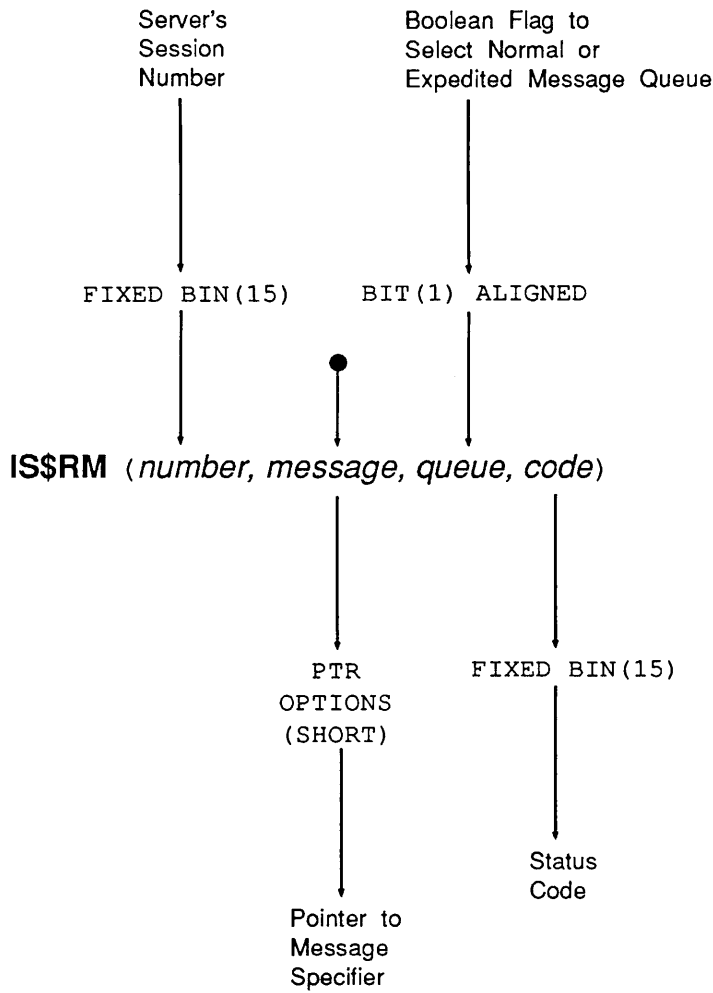 Server's
Session
Number
Boolean Flag to
Select Normal or
Expedited Message Queue
FIXED BIN(15)
BIT(1) ALIGNED
IS$RM (number, message, queue, code)
PTR
OPTIONS
(SHORT)
FIXED BIN(15)
Status
Code
Pointer to
Message
Specifier